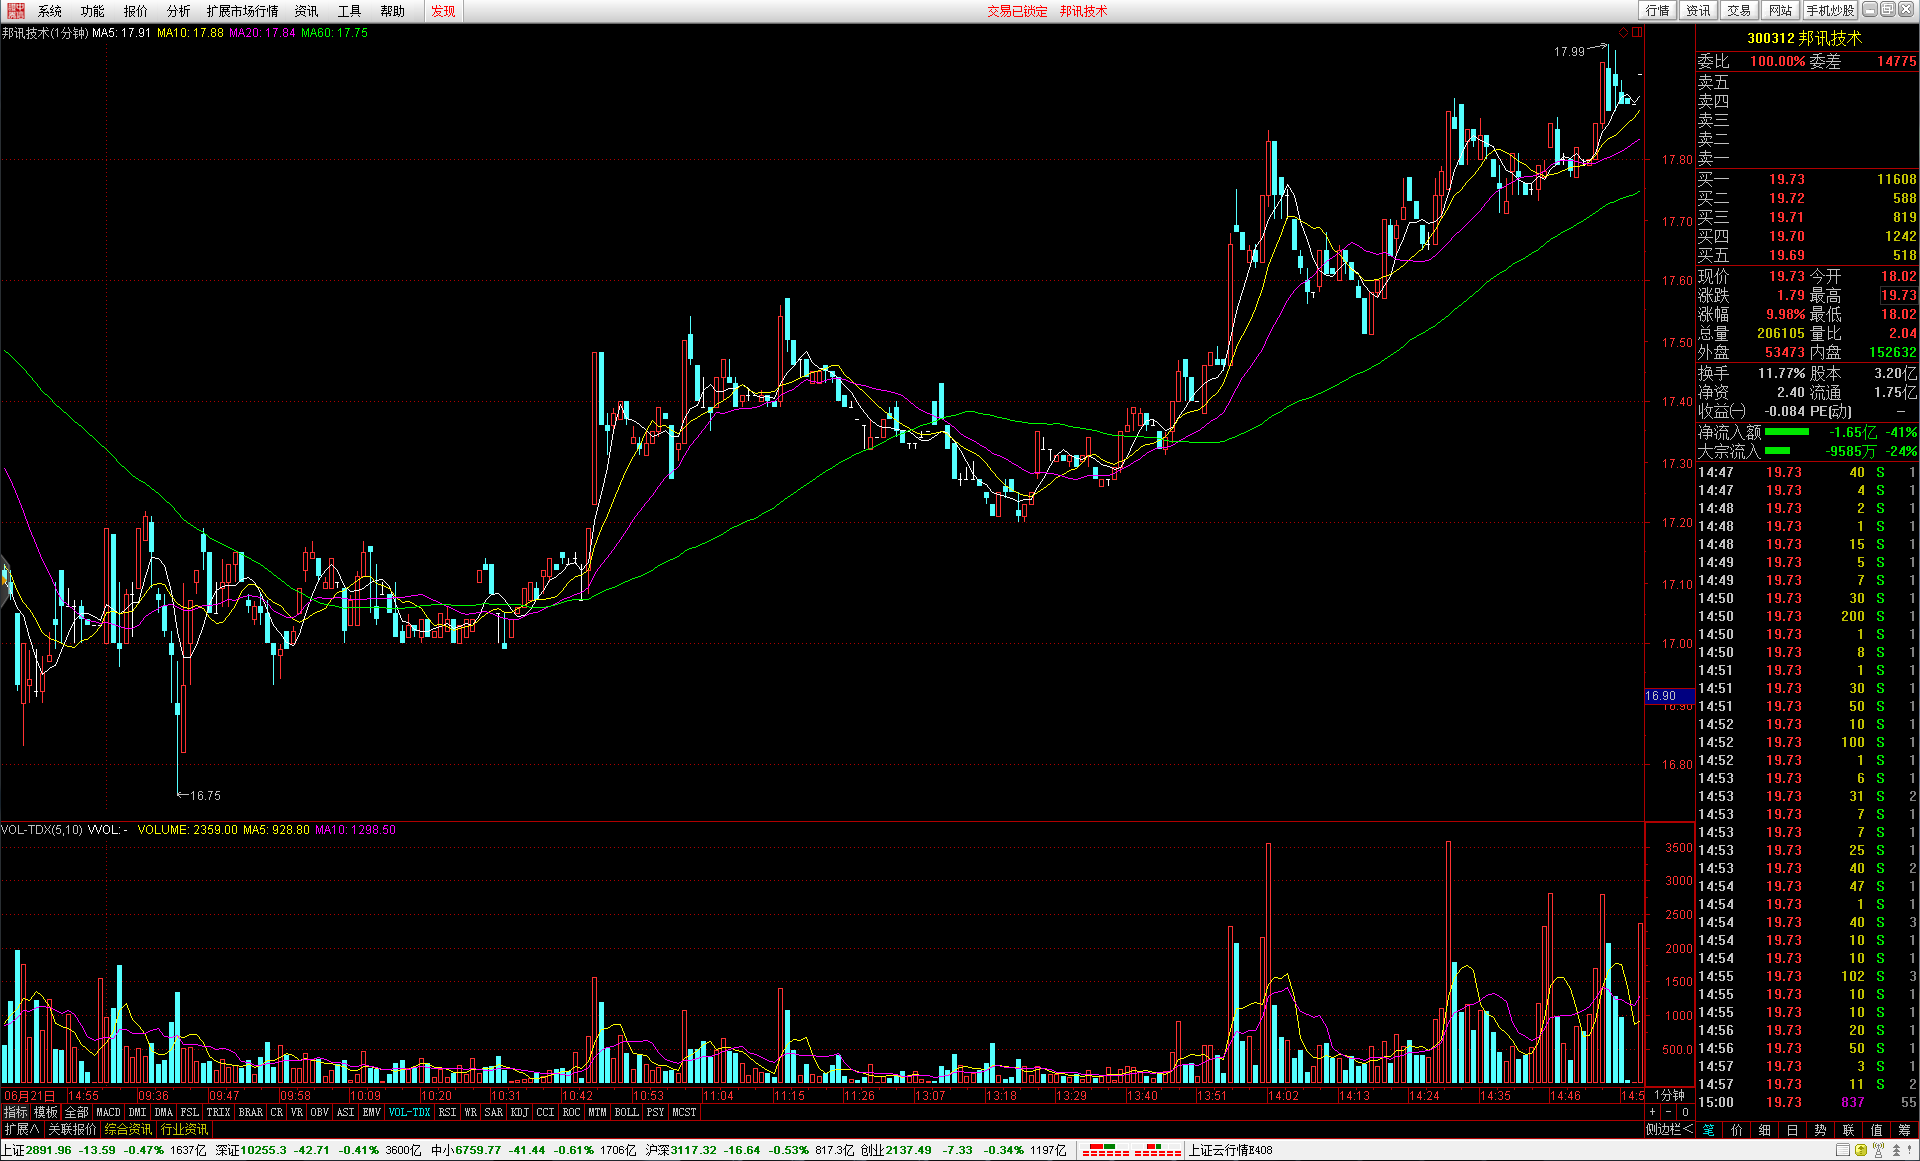 系统 功能 报价 分析 扩展市场行情 资讯 工具 帮助 发现 交易已锁定 邦讯技术 行情 资讯 交易 网站 手机炒股
邦讯技术(1分钟) MA5: 17.91 MA10: 17.88 MA20: 17.84 MA60: 17.75
17.99
17.80
17.70
17.60
17.50
17.40
17.30
17.20
17.10
17.00
16.90
16.90
16.80
16.75
VOL-TDX(5,10) VVOL: - VOLUME: 2359.00 MA5: 928.80 MA10: 1298.50
3500
3000
2500
2000
1500
1000
500.0
06月21日 14:55 09:36 09:47 09:58 10:09 10:20 10:31 10:42 10:53 11:04 11:15 11:26 13:07 13:18 13:29 13:40 13:51 14:02 14:13 14:24 14:35 14:46 14:5 1分钟
指标 模板 全部 MACD DMI DMA FSL TRIX BRAR CR VR OBV ASI EMV VOL-TDX RSI WR SAR KDJ CCI ROC MTM BOLL PSY MCST + - 0
扩展∧ 关联报价 综合资讯 行业资讯 侧边栏< 笔 价 细 日 势 联 值 筹
300312 邦讯技术
委比 100.00% 委差 14775
卖五
卖四
卖三
卖二
卖一
买一 19.73 11608
买二 19.72 588
买三 19.71 819
买四 19.70 1242
买五 19.69 518
现价 19.73 今开 18.02
涨跌 1.79 最高 19.73
涨幅 9.98% 最低 18.02
总量 206105 量比 2.04
外盘 53473 内盘 152632
换手 11.77% 股本 3.20亿
净资 2.40 流通 1.75亿
收益(一) -0.084 PE(动) –
净流入额 -1.65亿 -41%
大宗流入 -9585万 -24%
14:47 19.73 40 S 1
14:47 19.73 4 S 1
14:48 19.73 2 S 1
14:48 19.73 1 S 1
14:48 19.73 15 S 1
14:49 19.73 5 S 1
14:49 19.73 7 S 1
14:50 19.73 30 S 1
14:50 19.73 200 S 1
14:50 19.73 1 S 1
14:50 19.73 8 S 1
14:51 19.73 1 S 1
14:51 19.73 30 S 1
14:51 19.73 50 S 1
14:52 19.73 10 S 1
14:52 19.73 100 S 1
14:52 19.73 1 S 1
14:53 19.73 6 S 1
14:53 19.73 31 S 2
14:53 19.73 7 S 1
14:53 19.73 7 S 1
14:53 19.73 25 S 1
14:53 19.73 40 S 2
14:54 19.73 47 S 1
14:54 19.73 1 S 1
14:54 19.73 40 S 3
14:54 19.73 10 S 1
14:54 19.73 10 S 1
14:55 19.73 102 S 3
14:55 19.73 10 S 1
14:55 19.73 10 S 1
14:56 19.73 20 S 1
14:56 19.73 50 S 1
14:57 19.73 3 S 1
14:57 19.73 11 S 2
15:00 19.73 837 55
上证2891.96 -13.59 -0.47% 1637亿 深证10255.3 -42.71 -0.41% 3600亿 中小6759.77 -41.44 -0.61% 1706亿 沪深3117.32 -16.64 -0.53% 817.3亿 创业2137.49 -7.33 -0.34% 1197亿 上证云行情E408